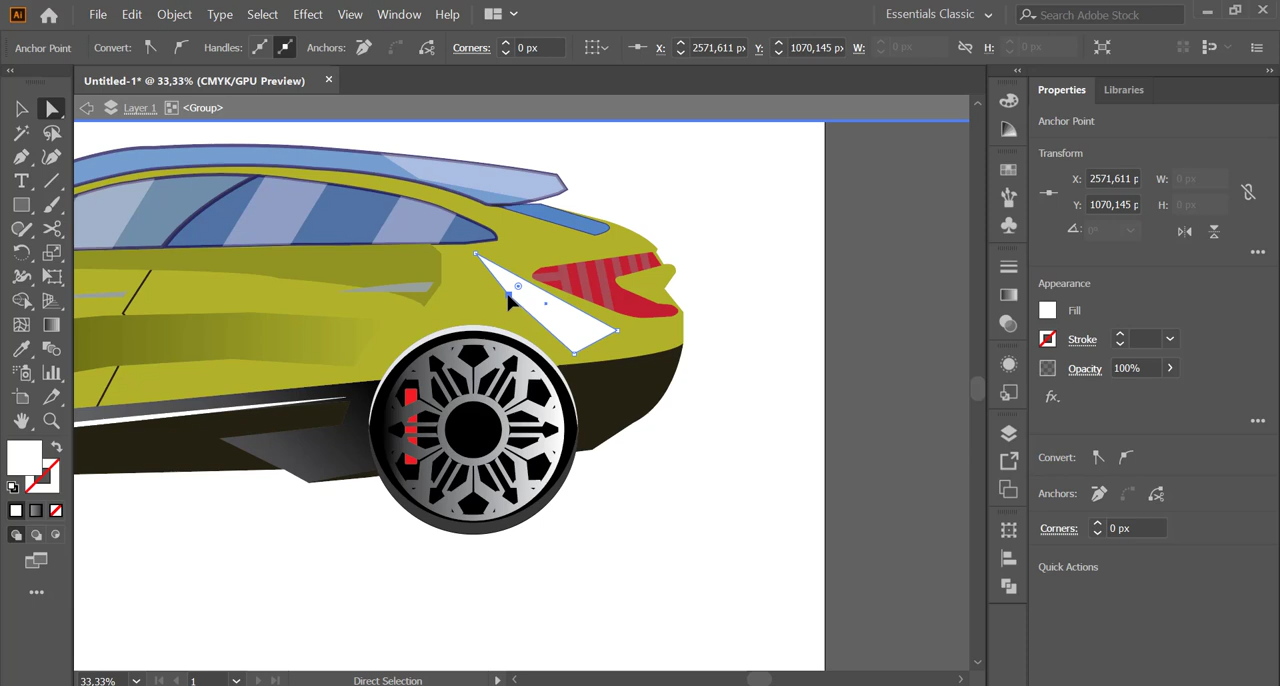 Ai File Edit Object Type Select Effect View Window Help Essentials Classic Search Adobe Stock
Anchor Point Convert: Handles: Anchors: Corners: 0 px X: 2571,611 px Y: 1070,145 px W: 0 px H: 0 px
Untitled-1* @ 33,33% (CMYK/GPU Preview) ×
Layer 1 <Group>
Properties Libraries
Anchor Point
Transform
X: 2571,611 p W: 0 px
Y: 1070,145 p H: 0 px
0°
Appearance
Fill
Stroke
Opacity 100%
fx.
Convert:
Anchors:
Corners: 0 px
Quick Actions
33,33% 1 Direct Selection